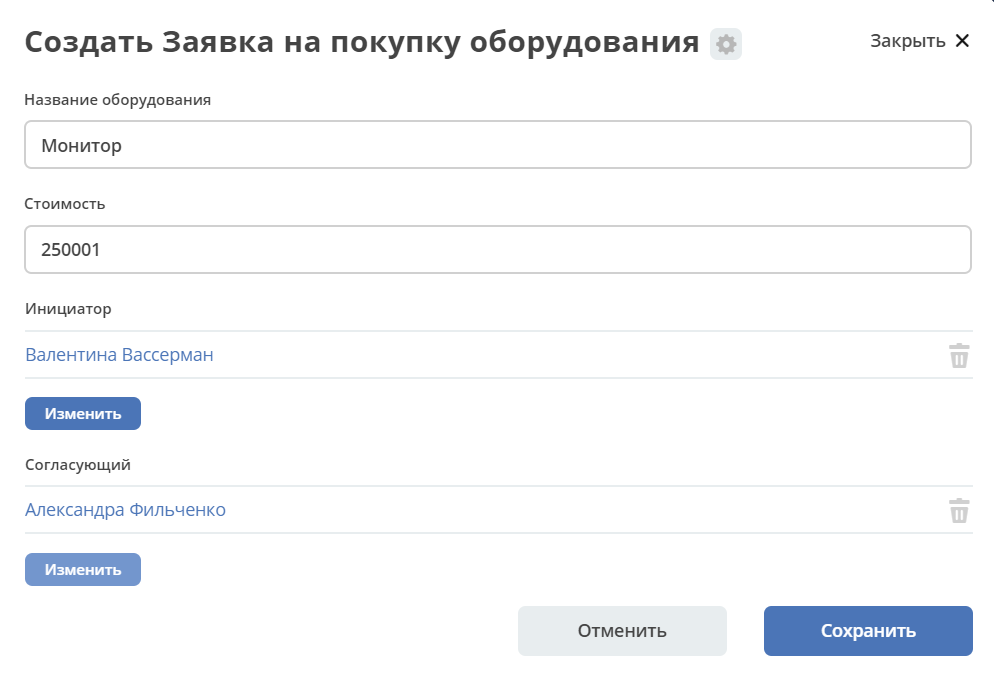 Создать Заявка на покупку оборудования
Закрыть
Название оборудования
Монитор
Стоимость
250001
Инициатор
Валентина Вассерман
Изменить
Согласующий
Александра Фильченко
Изменить
Отменить
Сохранить